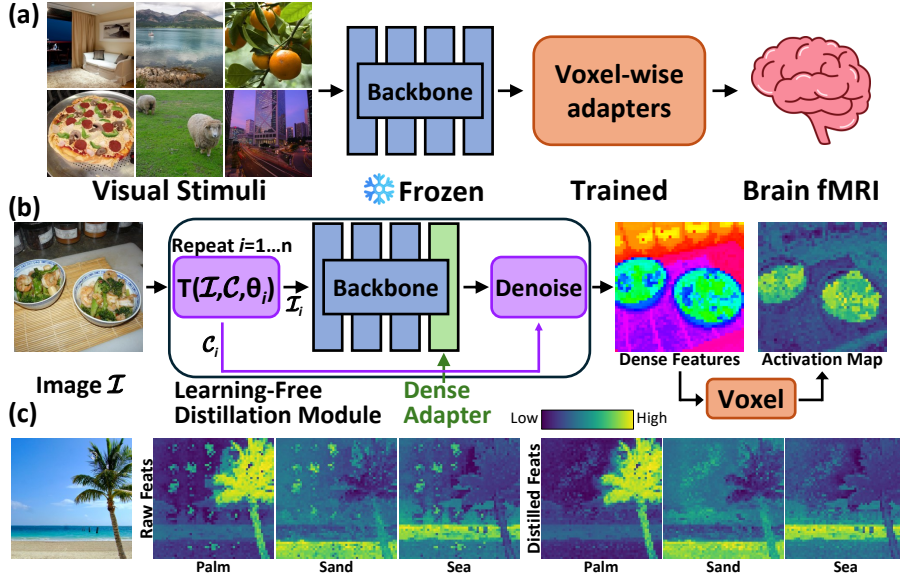 (a)
Backbone
Voxel-wise
adapters
Visual Stimuli
Frozen
Trained
Brain fMRI
(b)
Repeat i=1...n
T(𝓘,𝒞,θᵢ)
𝓘ᵢ
Backbone
Denoise
𝒞ᵢ
Image 𝓘
Learning-Free
Distillation Module
Dense
Adapter
Dense Features
Activation Map
Voxel
(c)
Low
High
Raw Feats
Palm
Sand
Sea
Distilled Feats
Palm
Sand
Sea